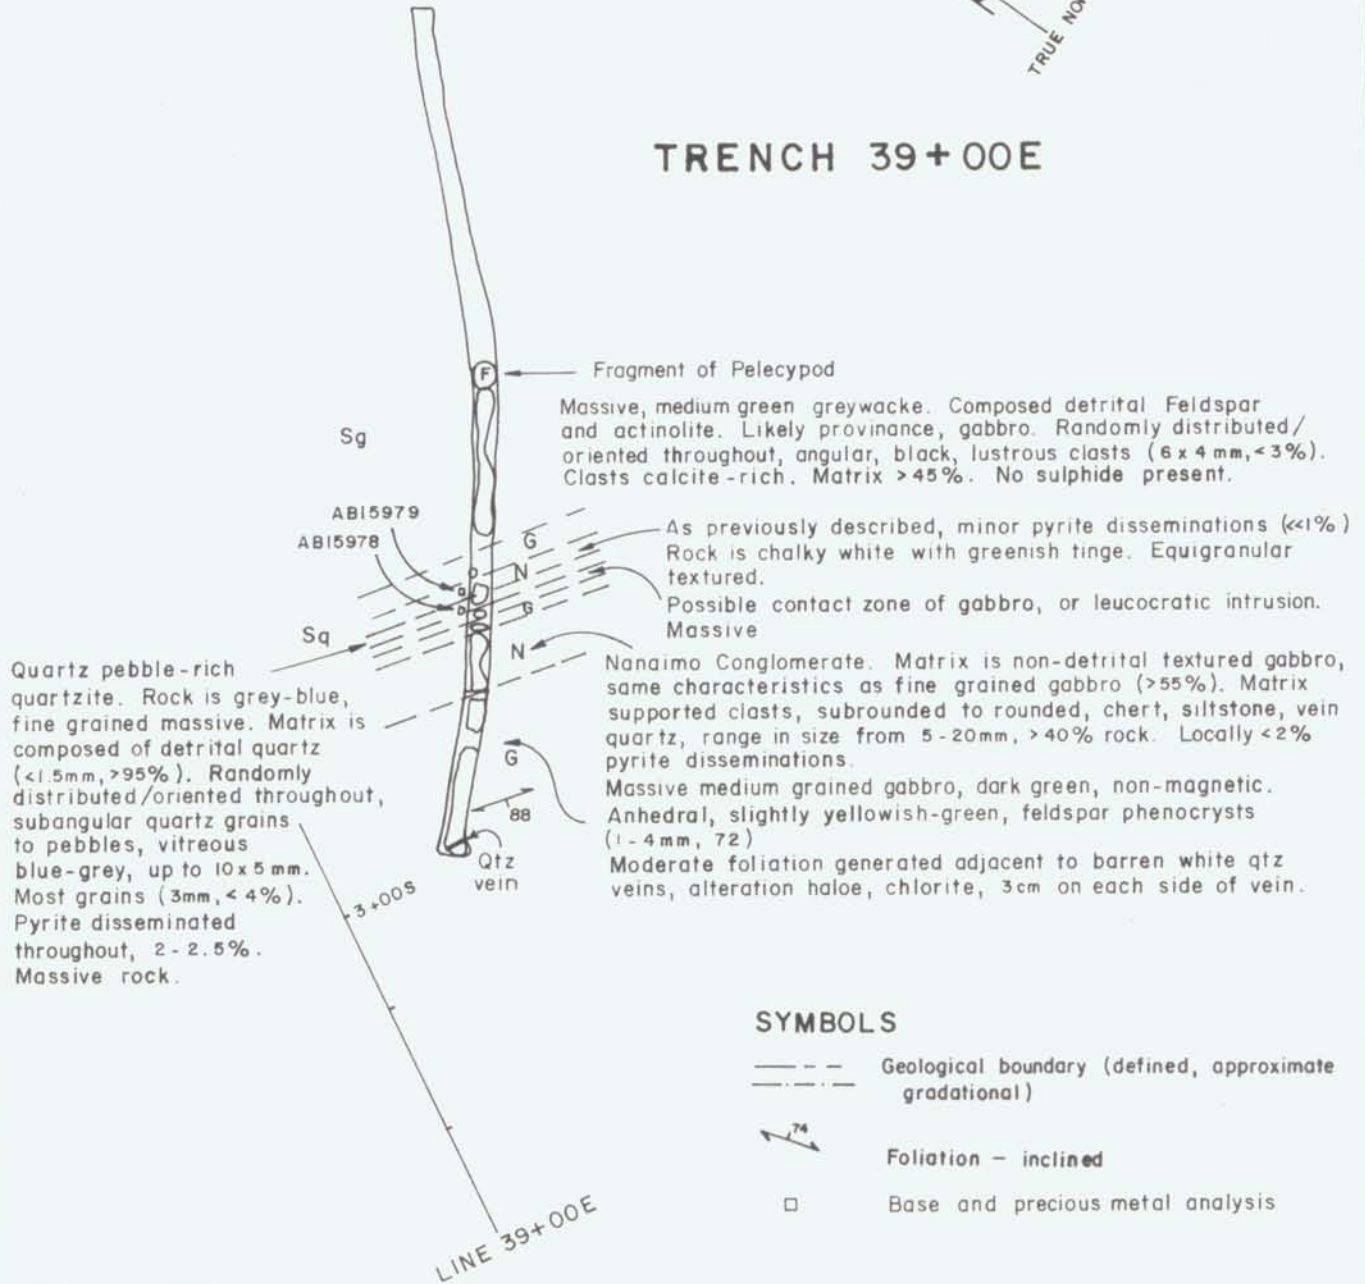 TRUE
TRENCH 39+00E
F
Fragment of Pelecypod
Massive, medium green greywacke. Composed detrital Feldspar
and actinolite. Likely provinance, gabbro. Randomly distributed/
oriented throughout, angular, black, lustrous clasts (6 x 4 mm, <3%).
Clasts calcite-rich. Matrix >45%. No sulphide present.
Sg
AB15979
AB15978
G
N
G
N
G
As previously described, minor pyrite disseminations (<<1%)
Rock is chalky white with greenish tinge. Equigranular
textured.
Possible contact zone of gabbro, or leucocratic intrusion.
Massive
Sq
Quartz pebble-rich
quartzite. Rock is grey-blue,
fine grained massive. Matrix is
composed of detrital quartz
(<1.5mm, >95%). Randomly
distributed/oriented throughout,
subangular quartz grains
to pebbles, vitreous
blue-grey, up to 10 x 5 mm.
Most grains (3mm, < 4%).
Pyrite disseminated
throughout, 2 - 2.5%.
Massive rock.
Nanaimo Conglomerate. Matrix is non-detrital textured gabbro,
same characteristics as fine grained gabbro (>55%). Matrix
supported clasts, subrounded to rounded, chert, siltstone, vein
quartz, range in size from 5-20mm, >40% rock. Locally <2%
pyrite disseminations.
Massive medium grained gabbro, dark green, non-magnetic.
Anhedral, slightly yellowish-green, feldspar phenocrysts
(1 - 4mm, 72)
Moderate foliation generated adjacent to barren white qtz
veins, alteration haloe, chlorite, 3cm on each side of vein.
88
Qtz
vein
3+00S
LINE 39+00E
SYMBOLS
Geological boundary (defined, approximate
gradational)
74
Foliation - inclined
Base and precious metal analysis